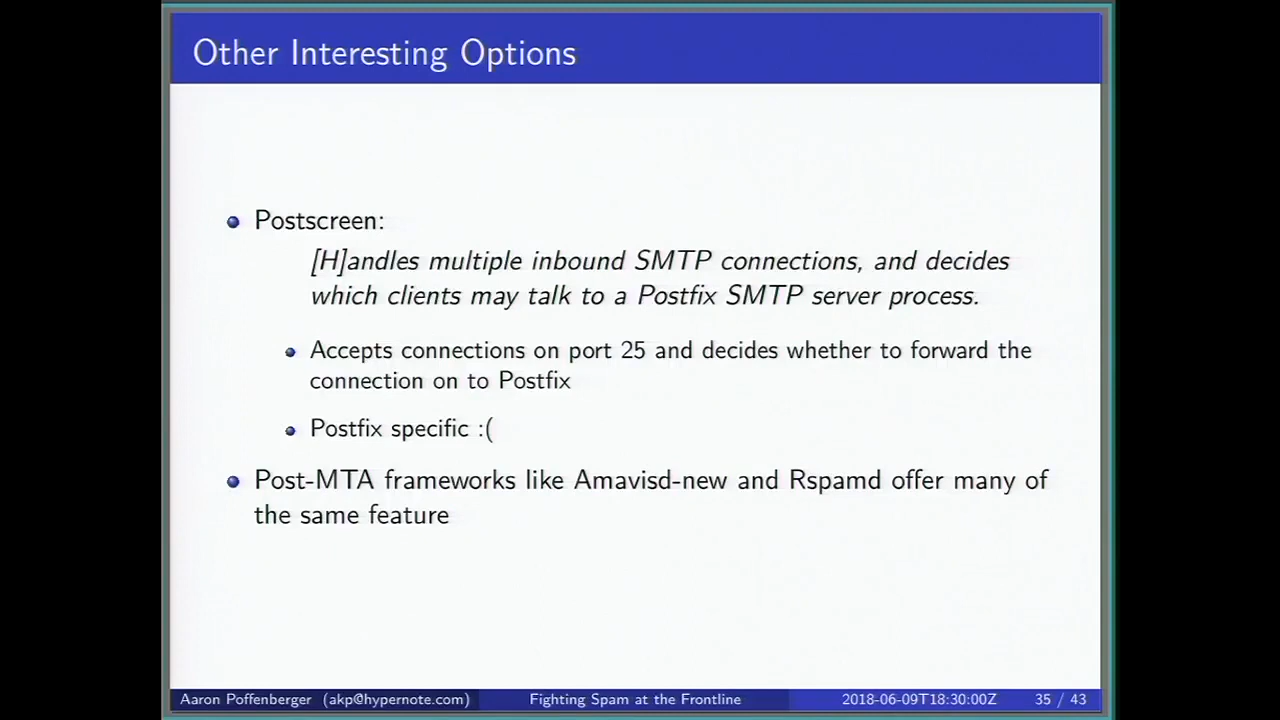 Other Interesting Options
Postscreen:
[H]andles multiple inbound SMTP connections, and decides
which clients may talk to a Postfix SMTP server process.
Accepts connections on port 25 and decides whether to forward the
connection on to Postfix
Postfix specific :(
Post-MTA frameworks like Amavisd-new and Rspamd offer many of
the same feature
Aaron Poffenberger (akp@hypernote.com) Fighting Spam at the Frontline 2018-06-09T18:30:00Z 35 / 43